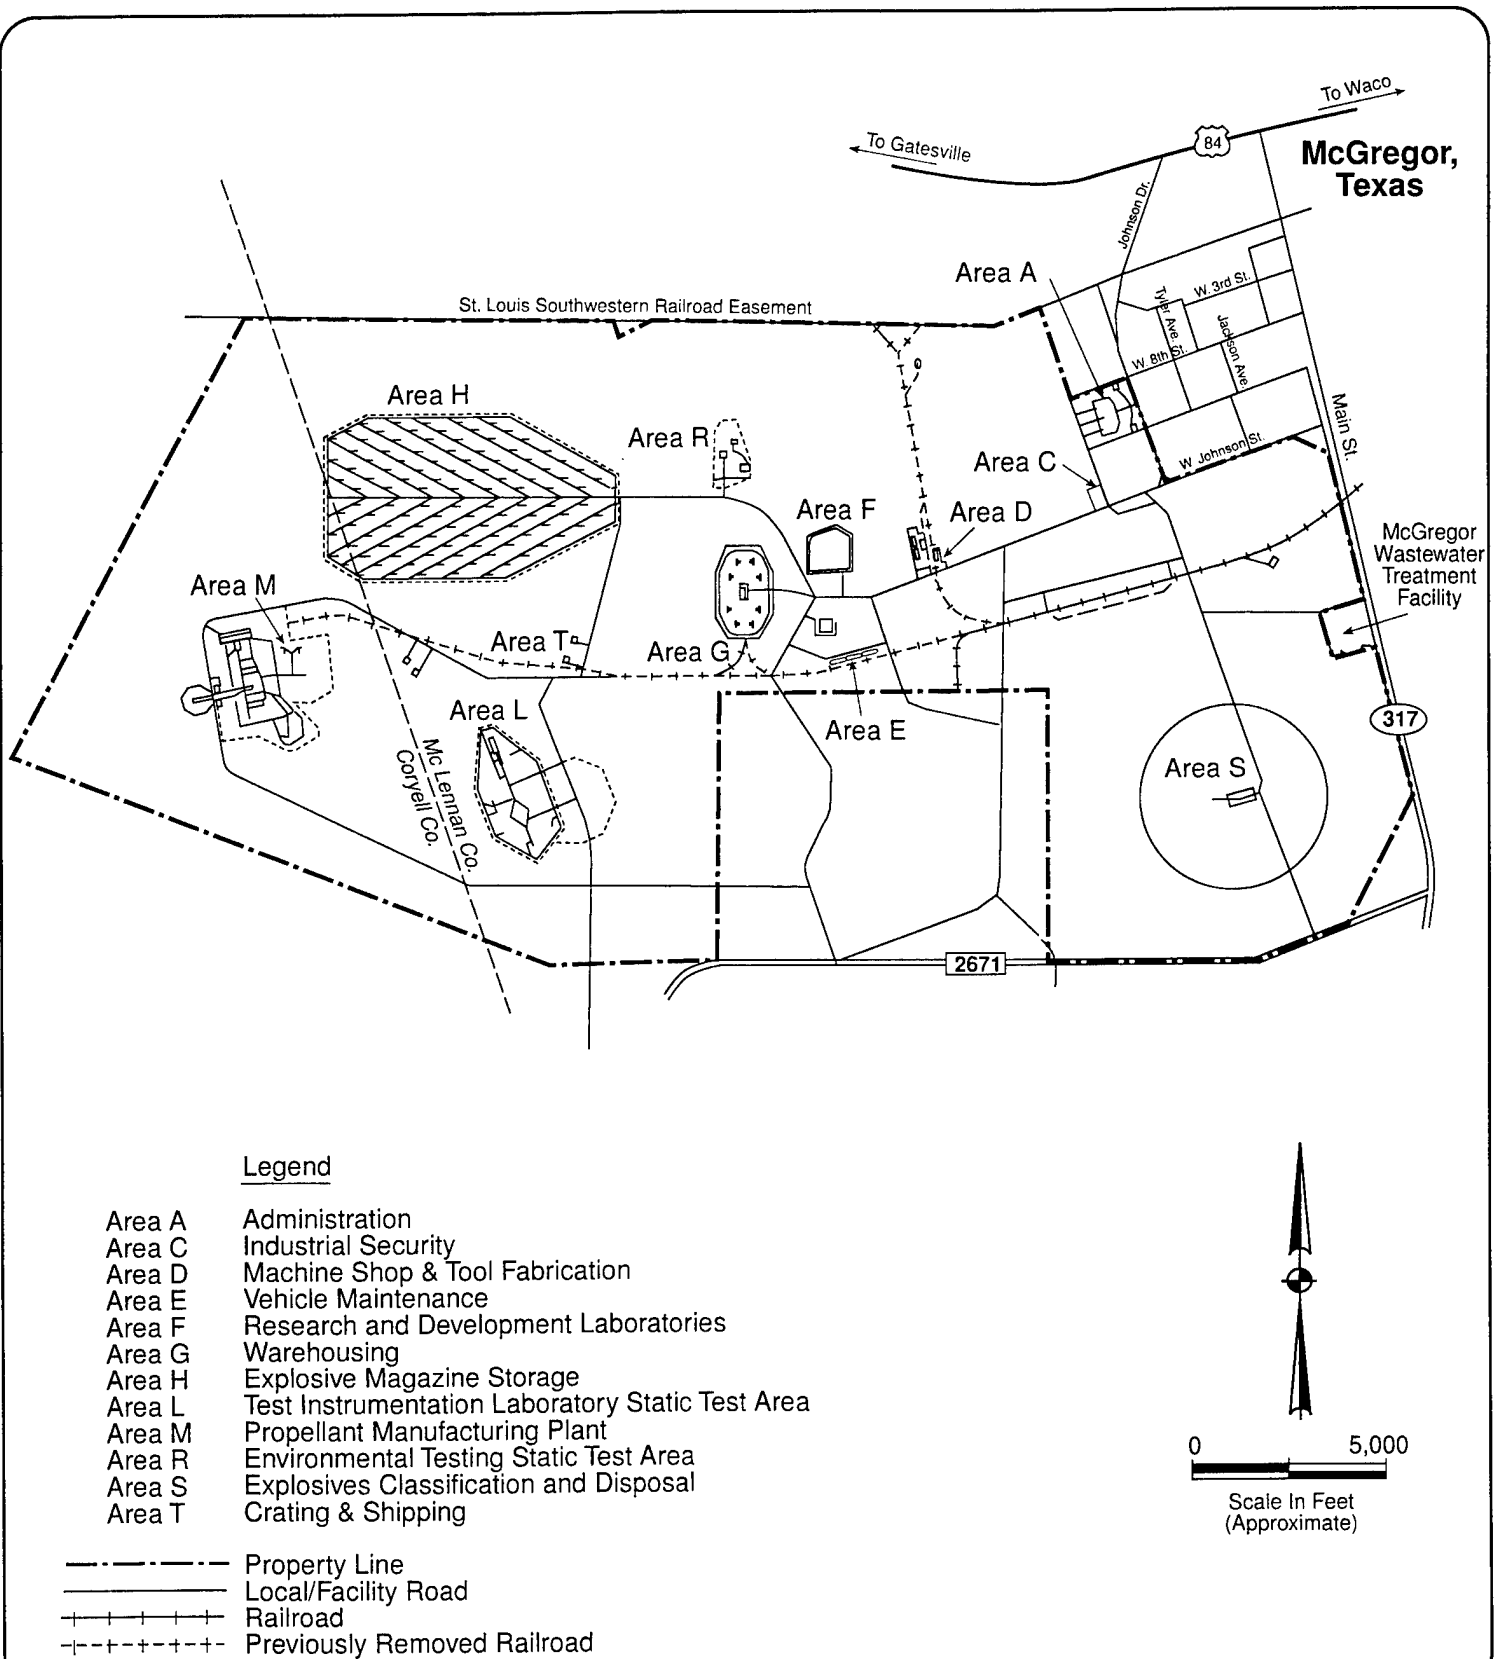 To Waco
84
McGregor,
Texas
To Gatesville
Johnson Dr.
Area A
W. 3rd St.
Tyler Ave.
Jackson Ave.
W. 8th St.
St. Louis Southwestern Railroad Easement
Main St.
Area H
Area R
W. Johnson St.
Area C
Area F
Area D
McGregor
Wastewater
Treatment
Facility
Area M
Area T
Area G
Area L
Area E
317
Mc Lennan Co.
Coryell Co.
Area S
2671
Legend
Area A Administration
Area C Industrial Security
Area D Machine Shop & Tool Fabrication
Area E Vehicle Maintenance
Area F Research and Development Laboratories
Area G Warehousing
Area H Explosive Magazine Storage
Area L Test Instrumentation Laboratory Static Test Area
Area M Propellant Manufacturing Plant
Area R Environmental Testing Static Test Area
Area S Explosives Classification and Disposal
Area T Crating & Shipping
0 5,000
Scale In Feet
(Approximate)
Property Line
Local/Facility Road
Railroad
Previously Removed Railroad